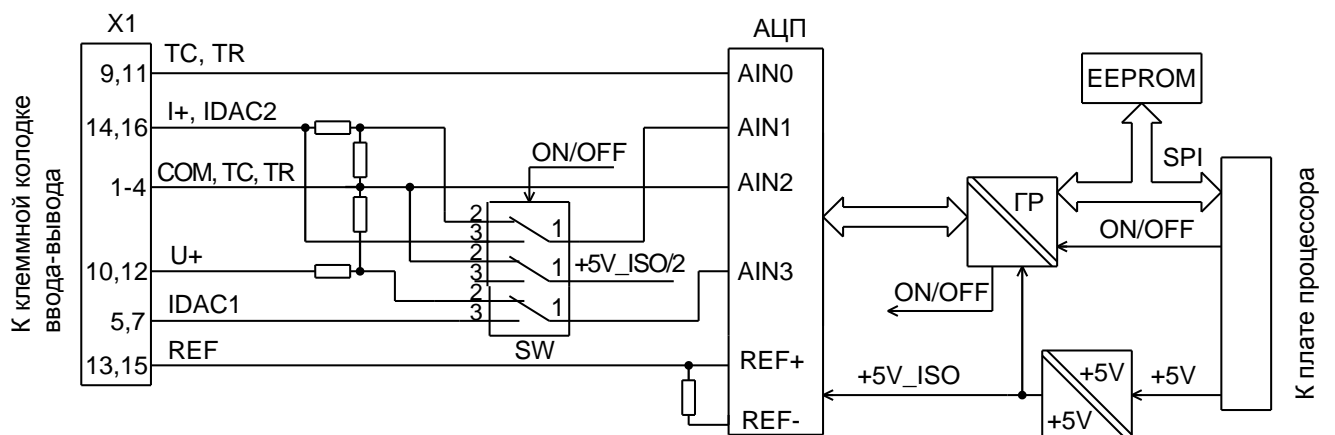 X1
АЦП
TC, TR
9,11
AIN0
EEPROM
I+, IDAC2
14,16
AIN1
ON/OFF
SPI
COM, TC, TR
1-4
AIN2
ГР
2
1
3
ON/OFF
U+
2
1
+5V_ISO/2
3
10,12
AIN3
ON/OFF
IDAC1
2
1
3
5,7
SW
REF
13,15
REF+
+5V_ISO
+5V
+5V
+5V
REF-
К клеммной колодке
ввода-вывода
К плате процессора